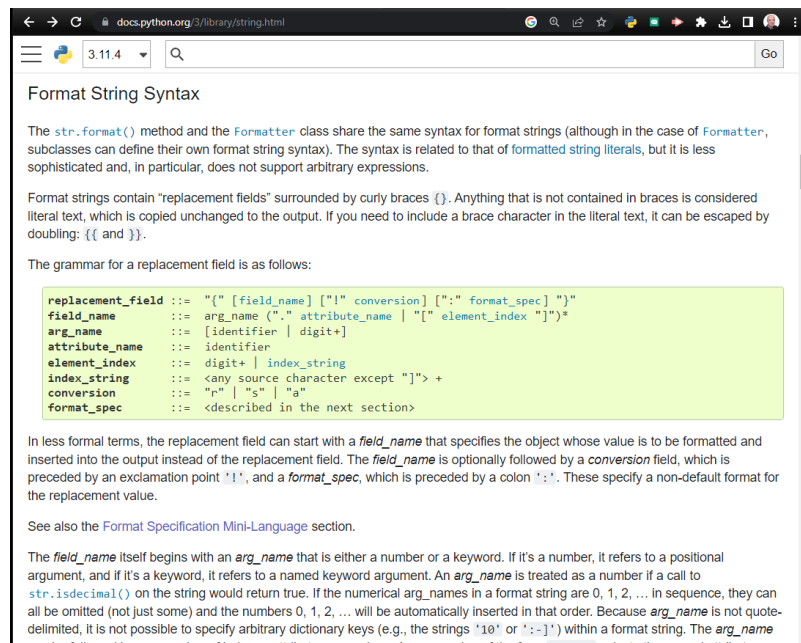 docs.python.org/3/library/string.html
3.11.4
Go
Format String Syntax
The str.format() method and the Formatter class share the same syntax for format strings (although in the case of Formatter,
subclasses can define their own format string syntax). The syntax is related to that of formatted string literals, but it is less
sophisticated and, in particular, does not support arbitrary expressions.
Format strings contain “replacement fields” surrounded by curly braces {}. Anything that is not contained in braces is considered
literal text, which is copied unchanged to the output. If you need to include a brace character in the literal text, it can be escaped by
doubling: {{ and }}.
The grammar for a replacement field is as follows:
replacement_field ::= "{" [field_name] ["!" conversion] [":" format_spec] "}"
field_name ::= arg_name ("." attribute_name | "[" element_index "]")*
arg_name ::= [identifier | digit+]
attribute_name ::= identifier
element_index ::= digit+ | index_string
index_string ::= <any source character except "]"> +
conversion ::= "r" | "s" | "a"
format_spec ::= <described in the next section>
In less formal terms, the replacement field can start with a field_name that specifies the object whose value is to be formatted and
inserted into the output instead of the replacement field. The field_name is optionally followed by a conversion field, which is
preceded by an exclamation point '!', and a format_spec, which is preceded by a colon ':'. These specify a non-default format for
the replacement value.
See also the Format Specification Mini-Language section.
The field_name itself begins with an arg_name that is either a number or a keyword. If it’s a number, it refers to a positional
argument, and if it’s a keyword, it refers to a named keyword argument. An arg_name is treated as a number if a call to
str.isdecimal() on the string would return true. If the numerical arg_names in a format string are 0, 1, 2, … in sequence, they can
all be omitted (not just some) and the numbers 0, 1, 2, … will be automatically inserted in that order. Because arg_name is not quote-
delimited, it is not possible to specify arbitrary dictionary keys (e.g., the strings '10' or ':-]') within a format string. The arg_name